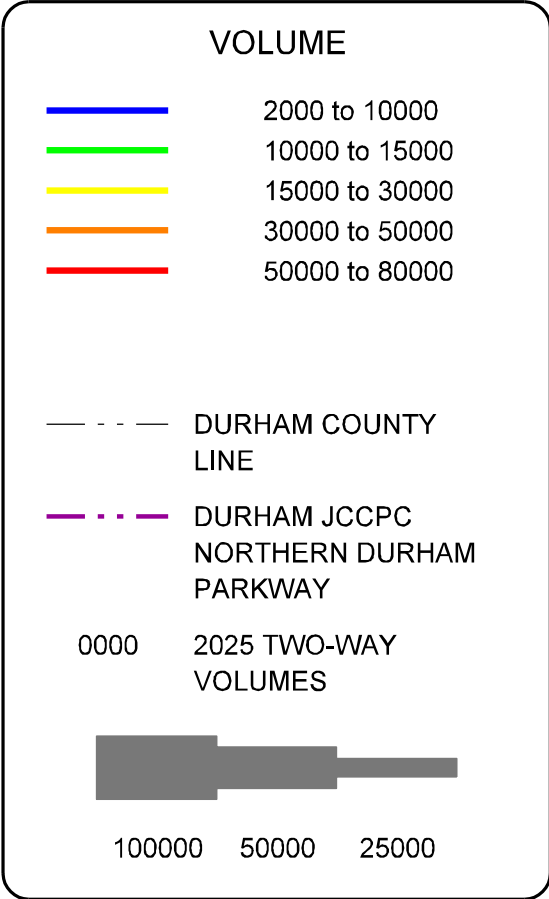 VOLUME
2000 to 10000
10000 to 15000
15000 to 30000
30000 to 50000
50000 to 80000
DURHAM COUNTY
LINE
DURHAM JCCPC
NORTHERN DURHAM
PARKWAY
0000 2025 TWO-WAY
VOLUMES
100000 50000 25000